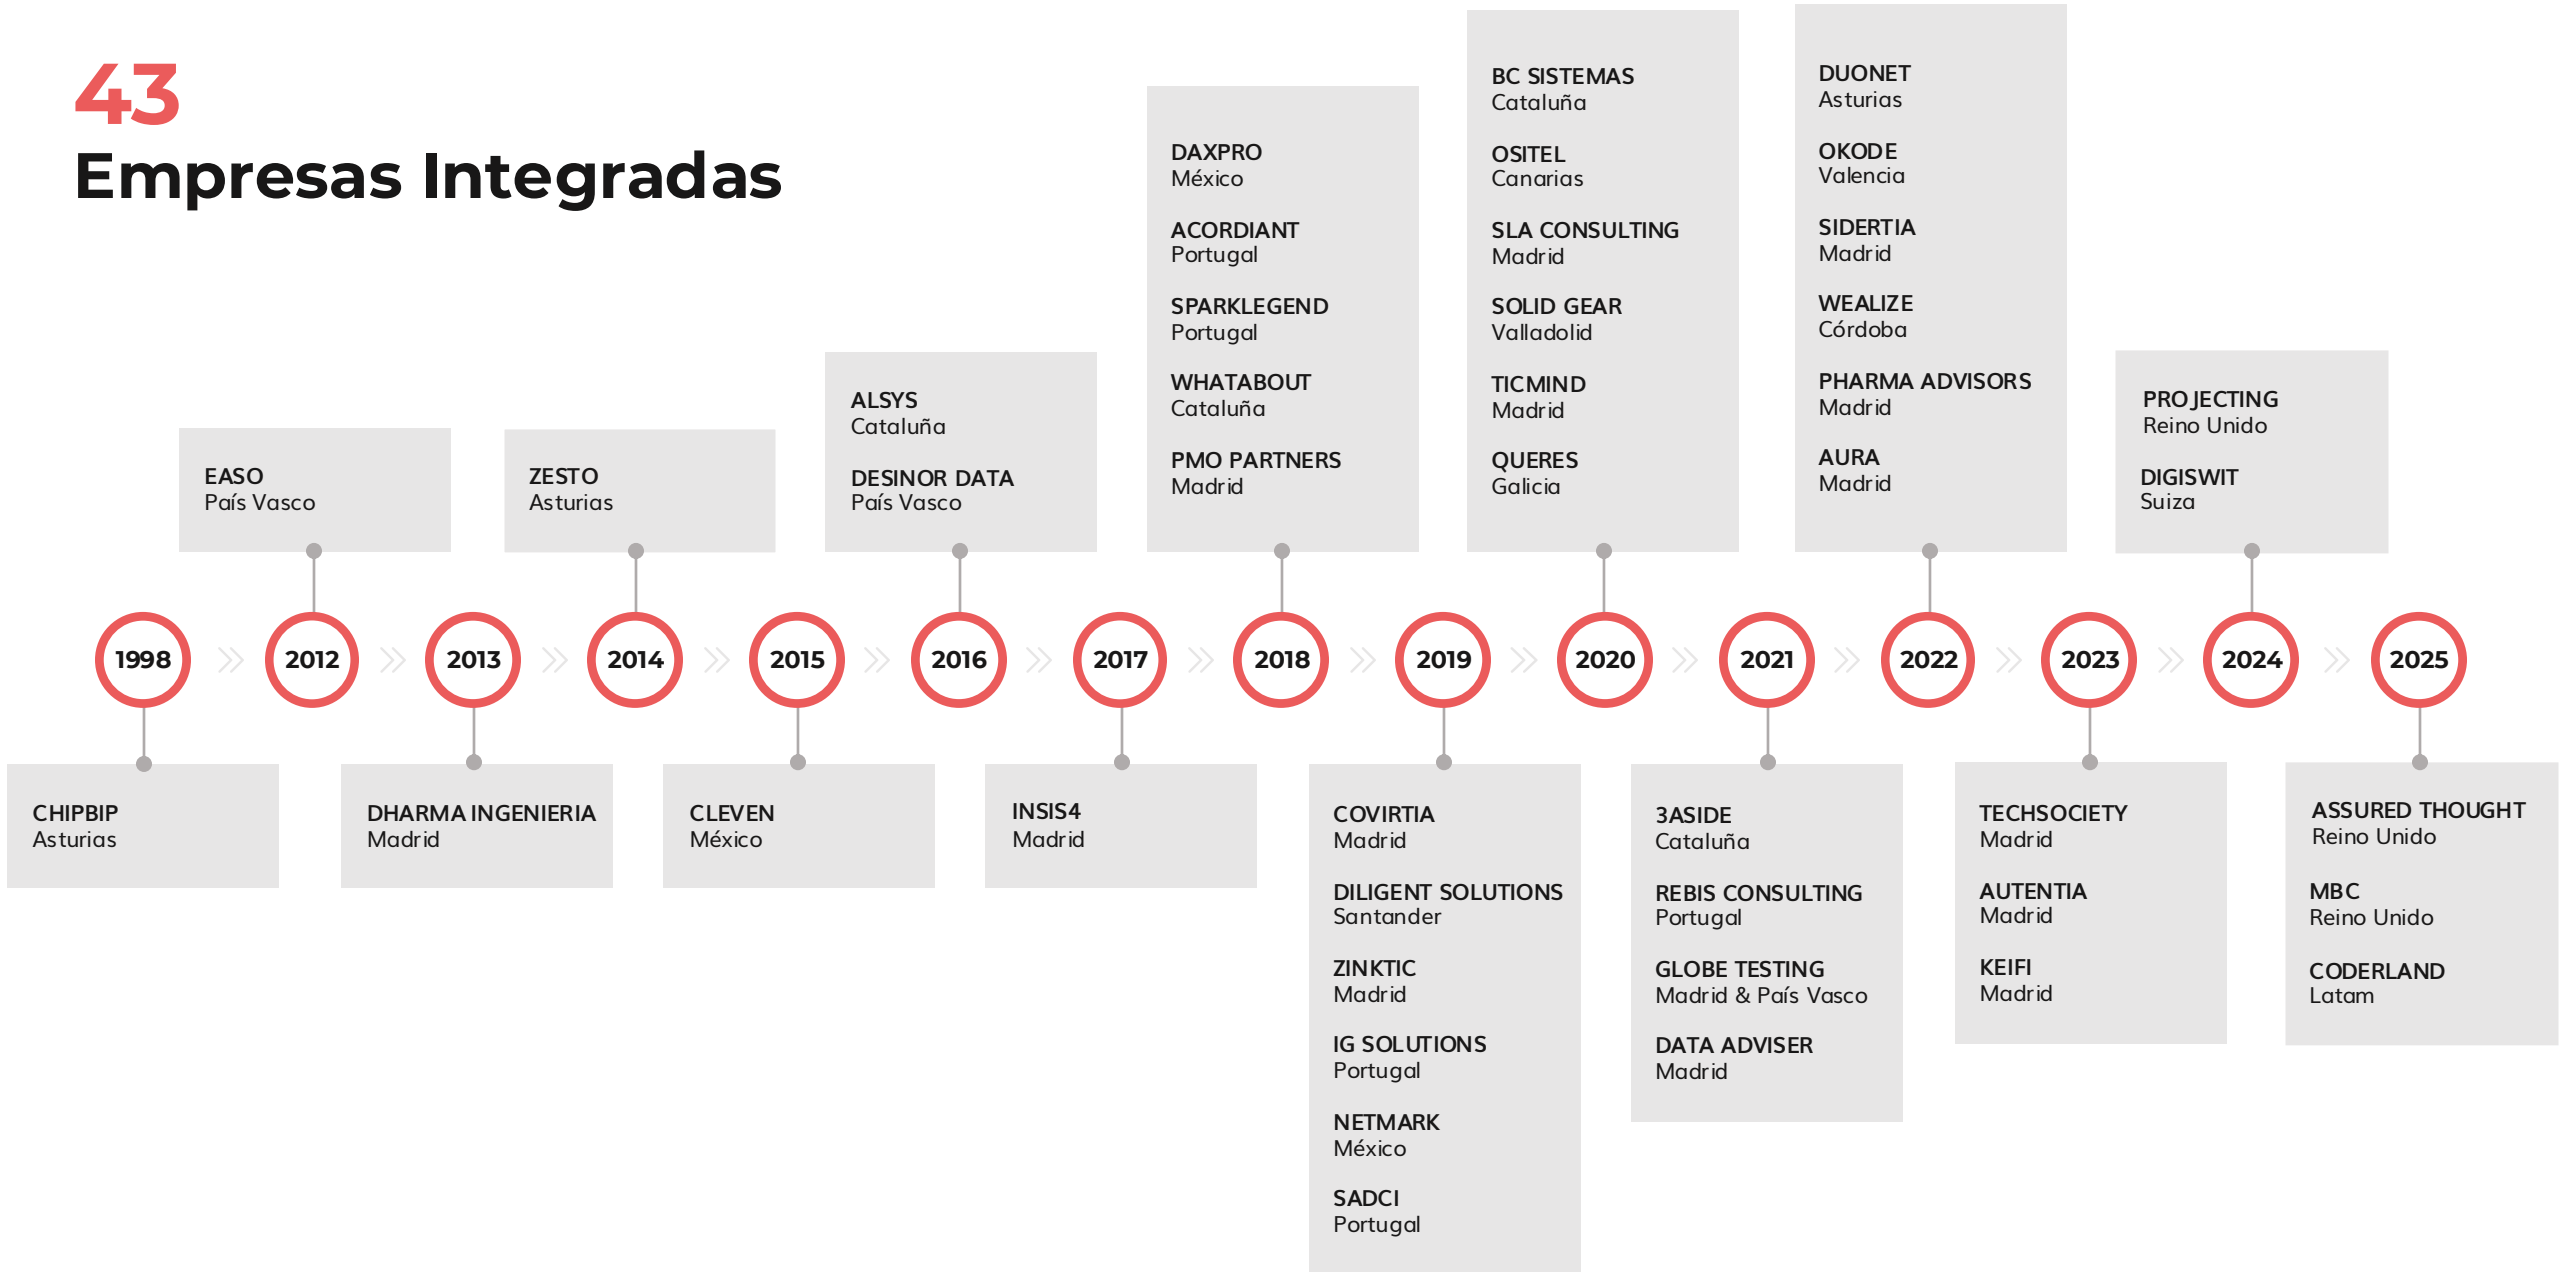 43
Empresas Integradas
1998
CHIPBIP
Asturias
2012
EASO
País Vasco
2013
DHARMA INGENIERIA
Madrid
2014
ZESTO
Asturias
2015
CLEVEN
México
2016
ALSYS
Cataluña
DESINOR DATA
País Vasco
2017
INSIS4
Madrid
2018
DAXPRO
México
ACORDIANT
Portugal
SPARKLEGEND
Portugal
WHATABOUT
Cataluña
PMO PARTNERS
Madrid
2019
COVIRTIA
Madrid
DILIGENT SOLUTIONS
Santander
ZINKTIC
Madrid
IG SOLUTIONS
Portugal
NETMARK
México
SADCI
Portugal
2020
BC SISTEMAS
Cataluña
OSITEL
Canarias
SLA CONSULTING
Madrid
SOLID GEAR
Valladolid
TICMIND
Madrid
QUERES
Galicia
2021
3ASIDE
Cataluña
REBIS CONSULTING
Portugal
GLOBE TESTING
Madrid & País Vasco
DATA ADVISER
Madrid
2022
DUONET
Asturias
OKODE
Valencia
SIDERTIA
Madrid
WEALIZE
Córdoba
PHARMA ADVISORS
Madrid
AURA
Madrid
2023
TECHSOCIETY
Madrid
AUTENTIA
Madrid
KEIFI
Madrid
2024
PROJECTING
Reino Unido
DIGISWIT
Suiza
2025
ASSURED THOUGHT
Reino Unido
MBC
Reino Unido
CODERLAND
Latam